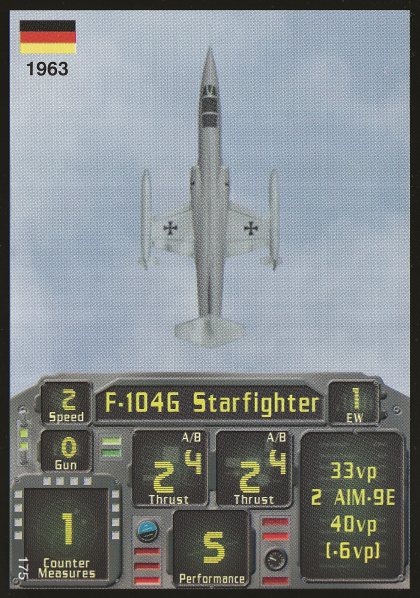 1963
2
Speed
F-104G Starfighter
1
EW
0
Gun
A/B
2 4
Thrust
A/B
2 4
Thrust
33vp
2 AIM-9E
40vp
(-6vp)
1
Counter
Measures
5
Performance
175